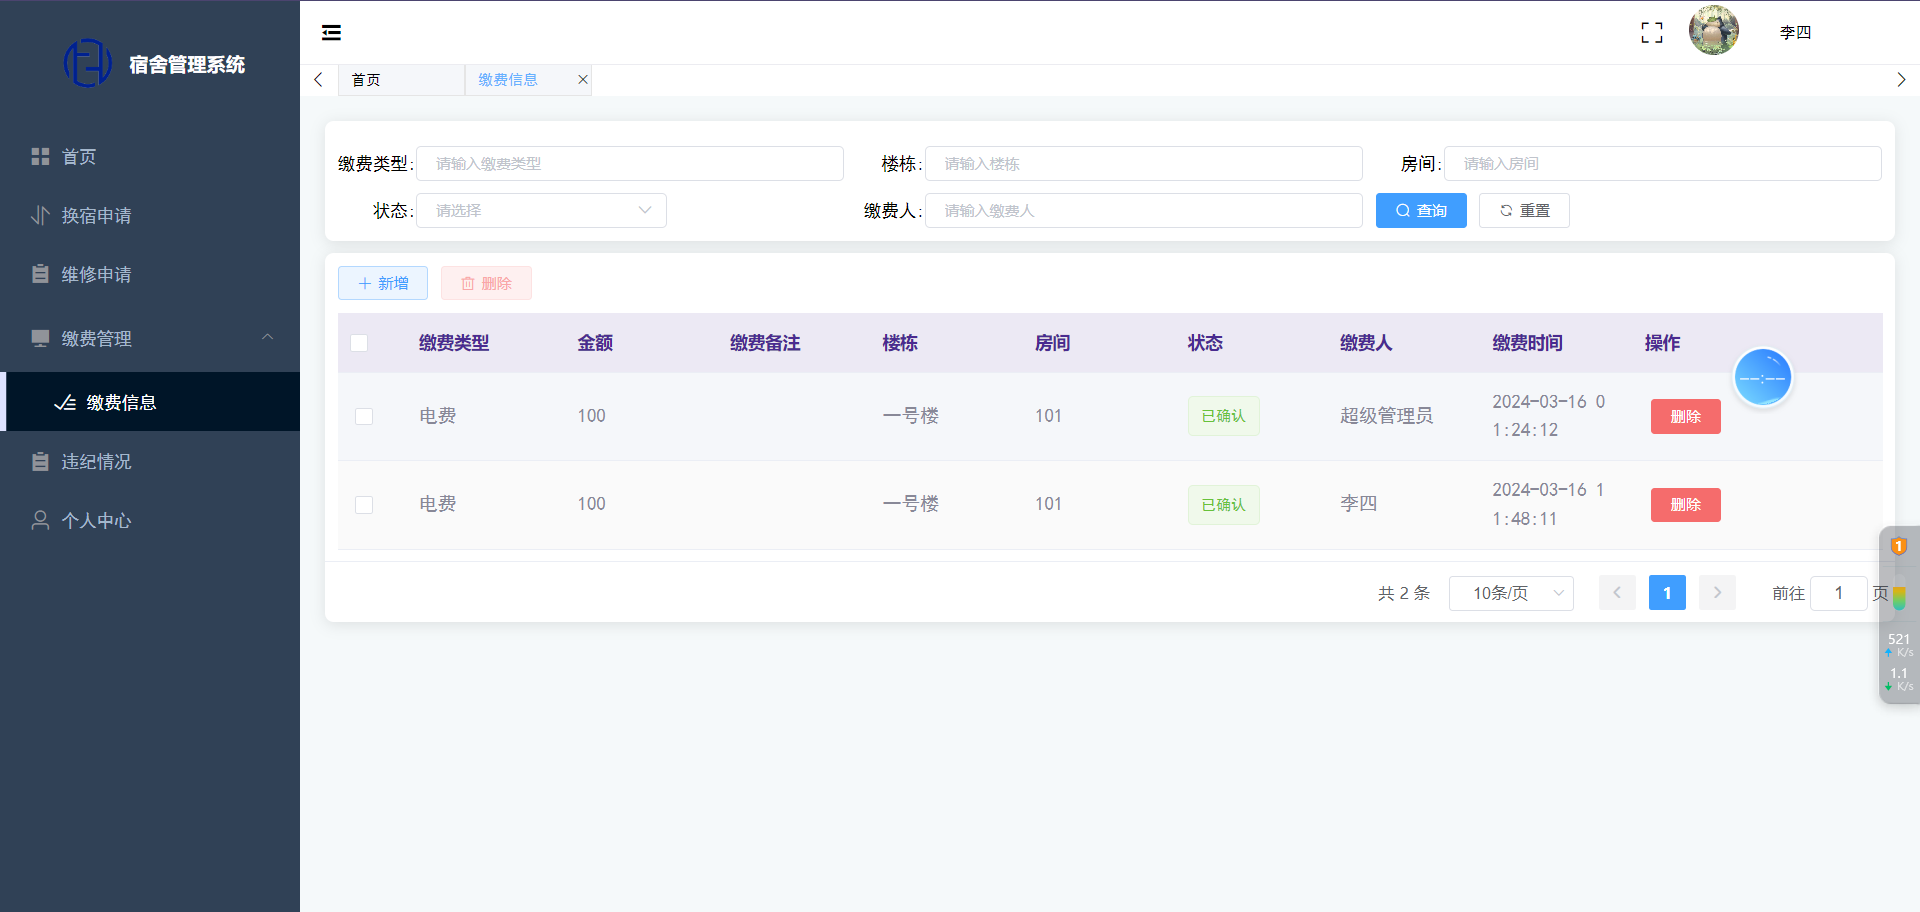 宿舍管理系统
首页
换宿申请
维修申请
缴费管理
缴费信息
违纪情况
个人中心
李四
首页
缴费信息
缴费类型: 请输入缴费类型 楼栋: 请输入楼栋 房间: 请输入房间
状态: 请选择 缴费人: 请输入缴费人 查询 重置
新增 删除
缴费类型 金额 缴费备注 楼栋 房间 状态 缴费人 缴费时间 操作
电费 100 一号楼 101 已确认 超级管理员 2024-03-16 0
1:24:12 删除
电费 100 一号楼 101 已确认 李四 2024-03-16 1
1:48:11 删除
共 2 条 10条/页 1 前往 1 页
--:--
1
521
K/s
1.1
K/s